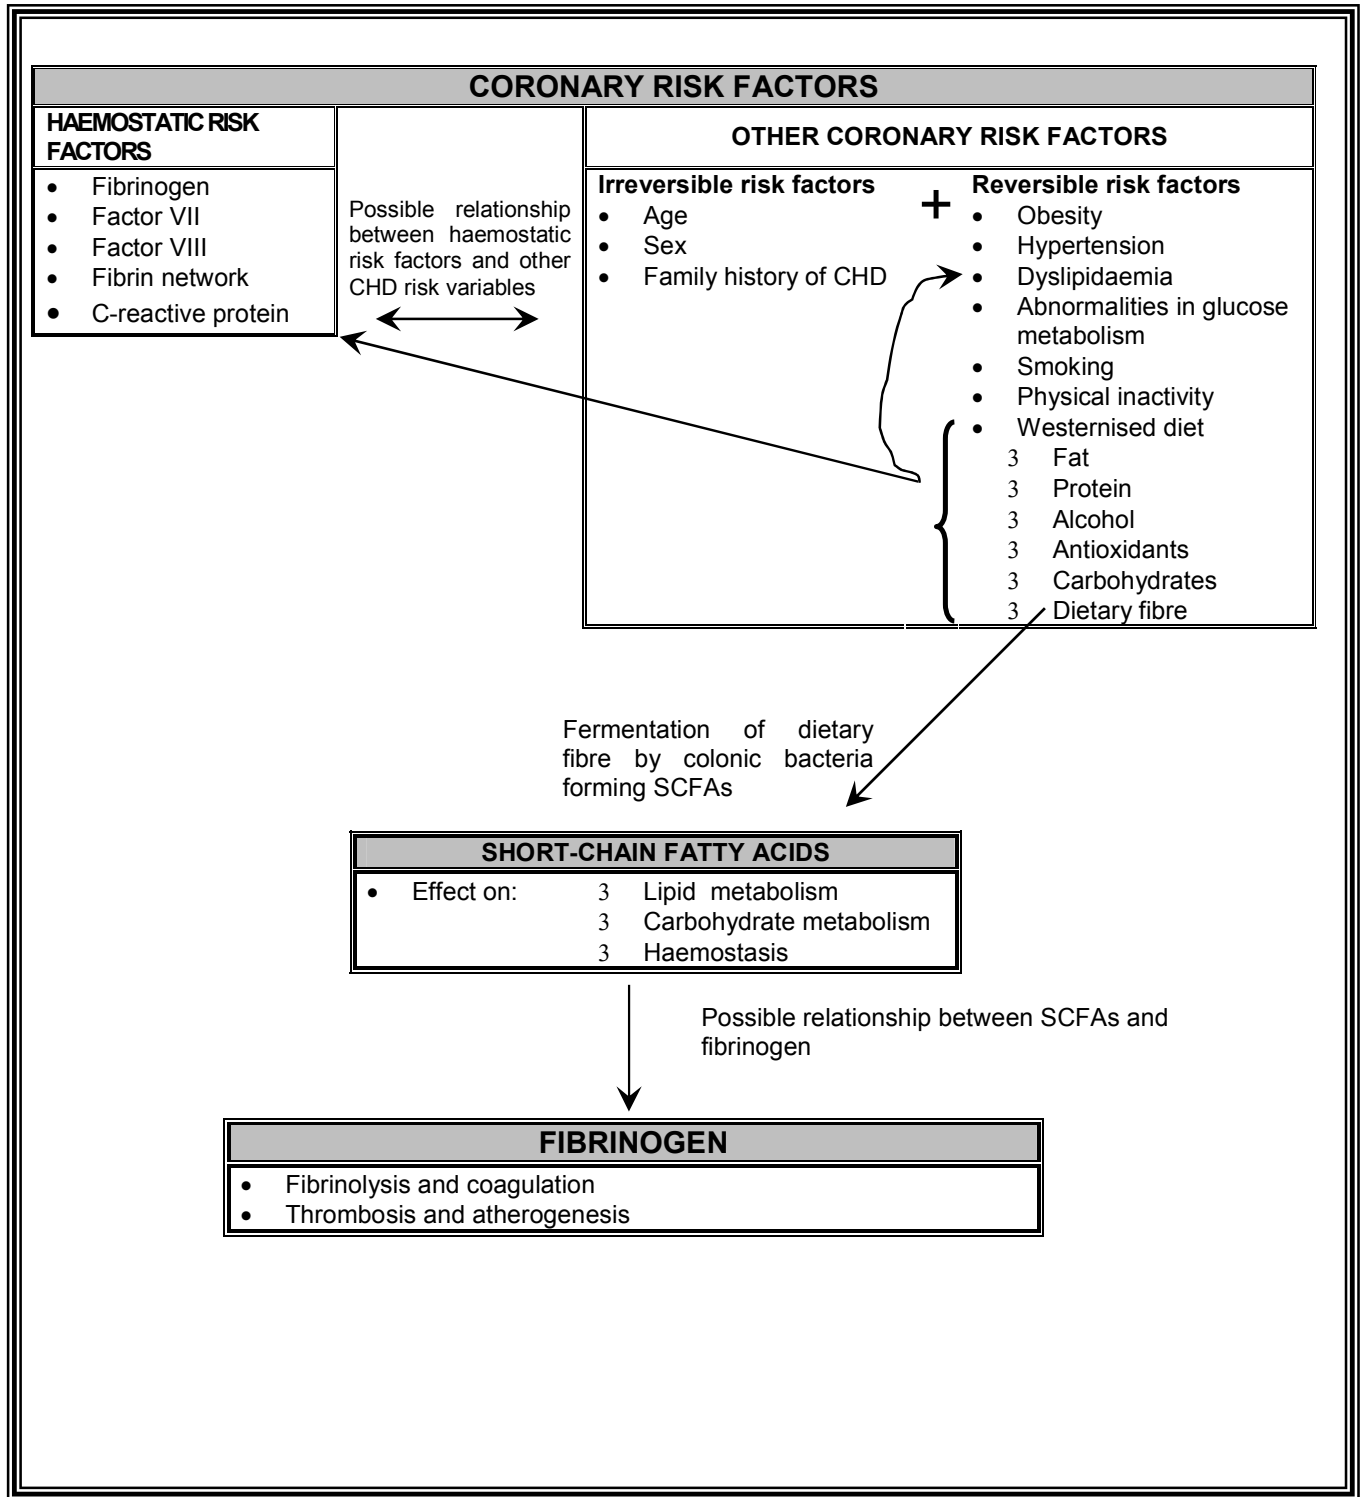 CORONARY RISK FACTORS
HAEMOSTATIC RISK
FACTORS
• Fibrinogen
• Factor VII
• Factor VIII
• Fibrin network
• C-reactive protein
Possible relationship
between haemostatic
risk factors and other
CHD risk variables
OTHER CORONARY RISK FACTORS
Irreversible risk factors
• Age
• Sex
• Family history of CHD
+
Reversible risk factors
• Obesity
• Hypertension
• Dyslipidaemia
• Abnormalities in glucose
metabolism
• Smoking
• Physical inactivity
• Westernised diet
3 Fat
3 Protein
3 Alcohol
3 Antioxidants
3 Carbohydrates
3 Dietary fibre
Fermentation of dietary
fibre by colonic bacteria
forming SCFAs
SHORT-CHAIN FATTY ACIDS
• Effect on: 3 Lipid metabolism
3 Carbohydrate metabolism
3 Haemostasis
Possible relationship between SCFAs and
fibrinogen
FIBRINOGEN
• Fibrinolysis and coagulation
• Thrombosis and atherogenesis